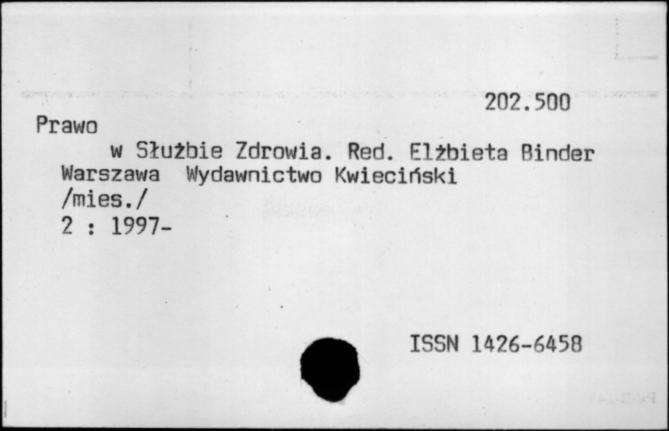 202.500
Prawo
w Służbie Zdrowia. Red. Elżbieta Binder
Warszawa Wydawnictwo Kwieciński
/mies./
2 : 1997-
ISSN 1426-6458